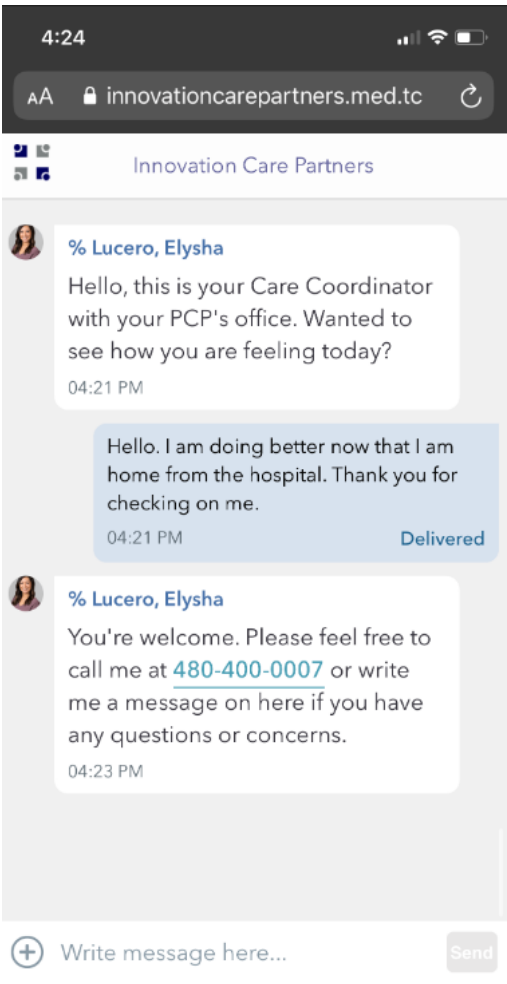 4:24
AA innovationcarepartners.med.tc
Innovation Care Partners
% Lucero, Elysha
Hello, this is your Care Coordinator
with your PCP's office. Wanted to
see how you are feeling today?
04:21 PM
Hello. I am doing better now that I am
home from the hospital. Thank you for
checking on me.
04:21 PM Delivered
% Lucero, Elysha
You're welcome. Please feel free to
call me at 480-400-0007 or write
me a message on here if you have
any questions or concerns.
04:23 PM
Write message here... Send